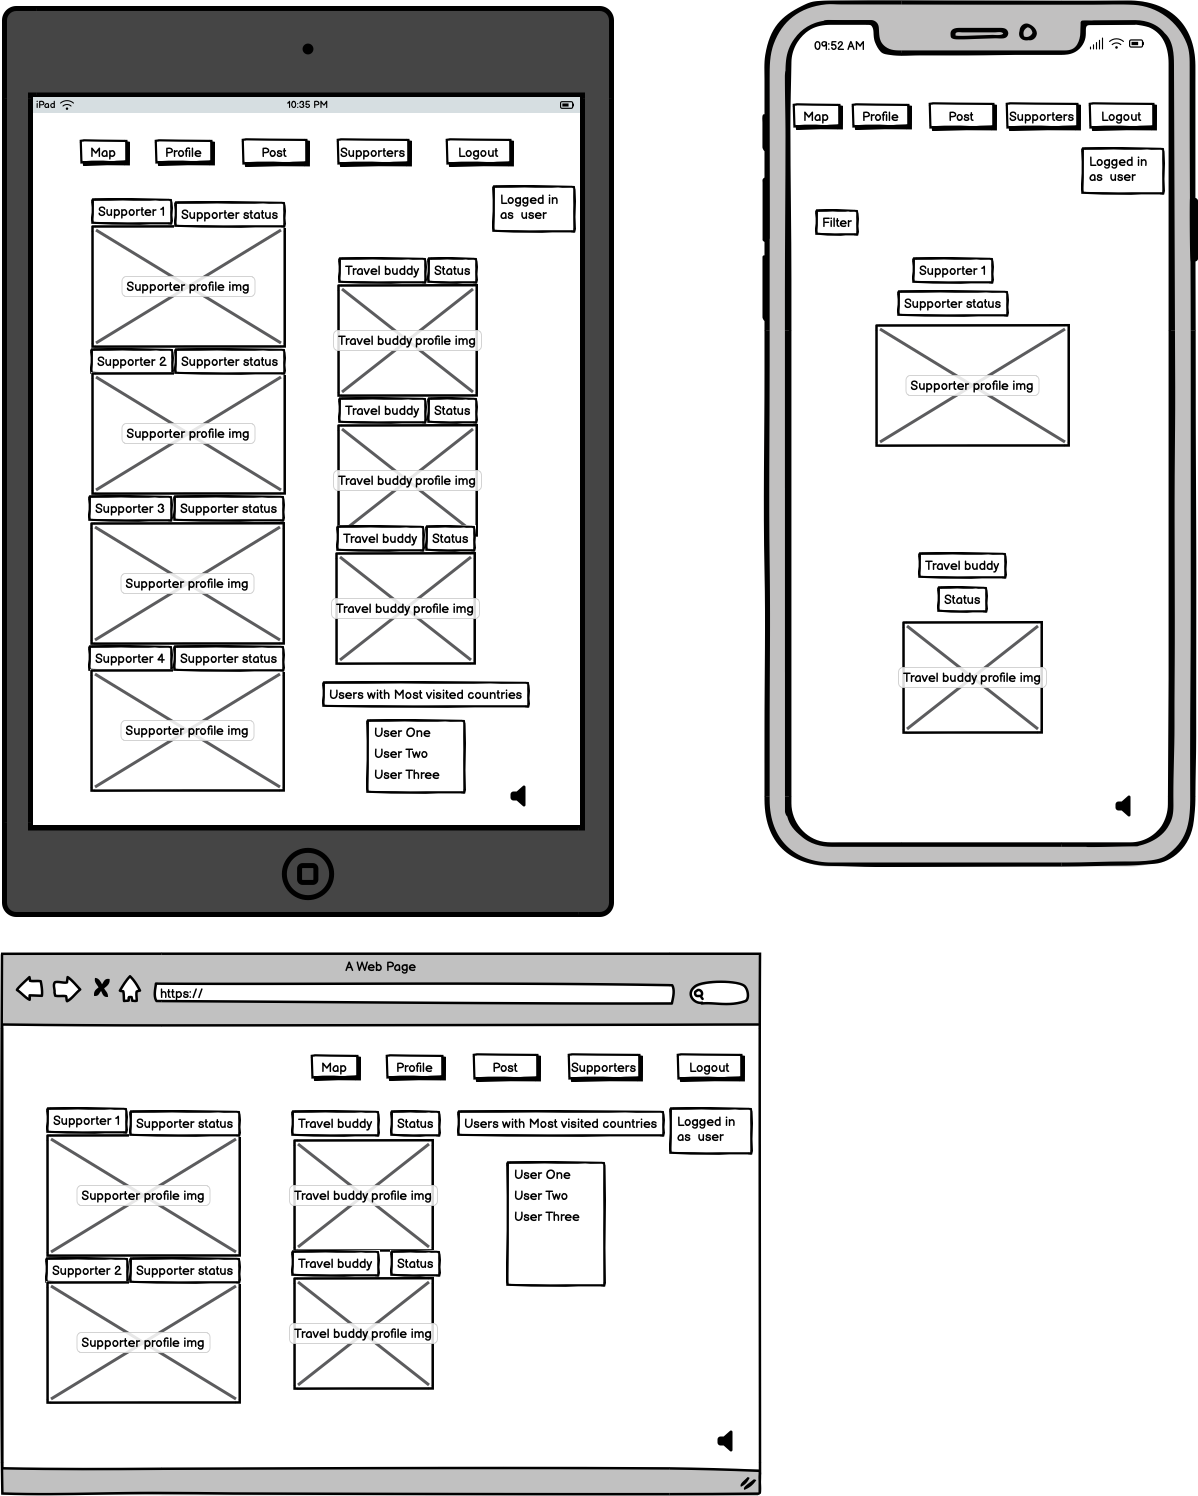 iPad
10:35 PM
Map
Profile
Post
Supporters
Logout
Logged in
as user
Supporter 1
Supporter status
Supporter profile img
Supporter 2
Supporter status
Supporter profile img
Supporter 3
Supporter status
Supporter profile img
Supporter 4
Supporter status
Supporter profile img
Travel buddy
Status
Travel buddy profile img
Travel buddy
Status
Travel buddy profile img
Travel buddy
Status
Travel buddy profile img
Users with Most visited countries
User One
User Two
User Three
09:52 AM
Map
Profile
Post
Supporters
Logout
Logged in
as user
Filter
Supporter 1
Supporter status
Supporter profile img
Travel buddy
Status
Travel buddy profile img
A Web Page
https://
Map
Profile
Post
Supporters
Logout
Supporter 1
Supporter status
Supporter profile img
Supporter 2
Supporter status
Supporter profile img
Travel buddy
Status
Travel buddy profile img
Travel buddy
Status
Travel buddy profile img
Users with Most visited countries
User One
User Two
User Three
Logged in
as user